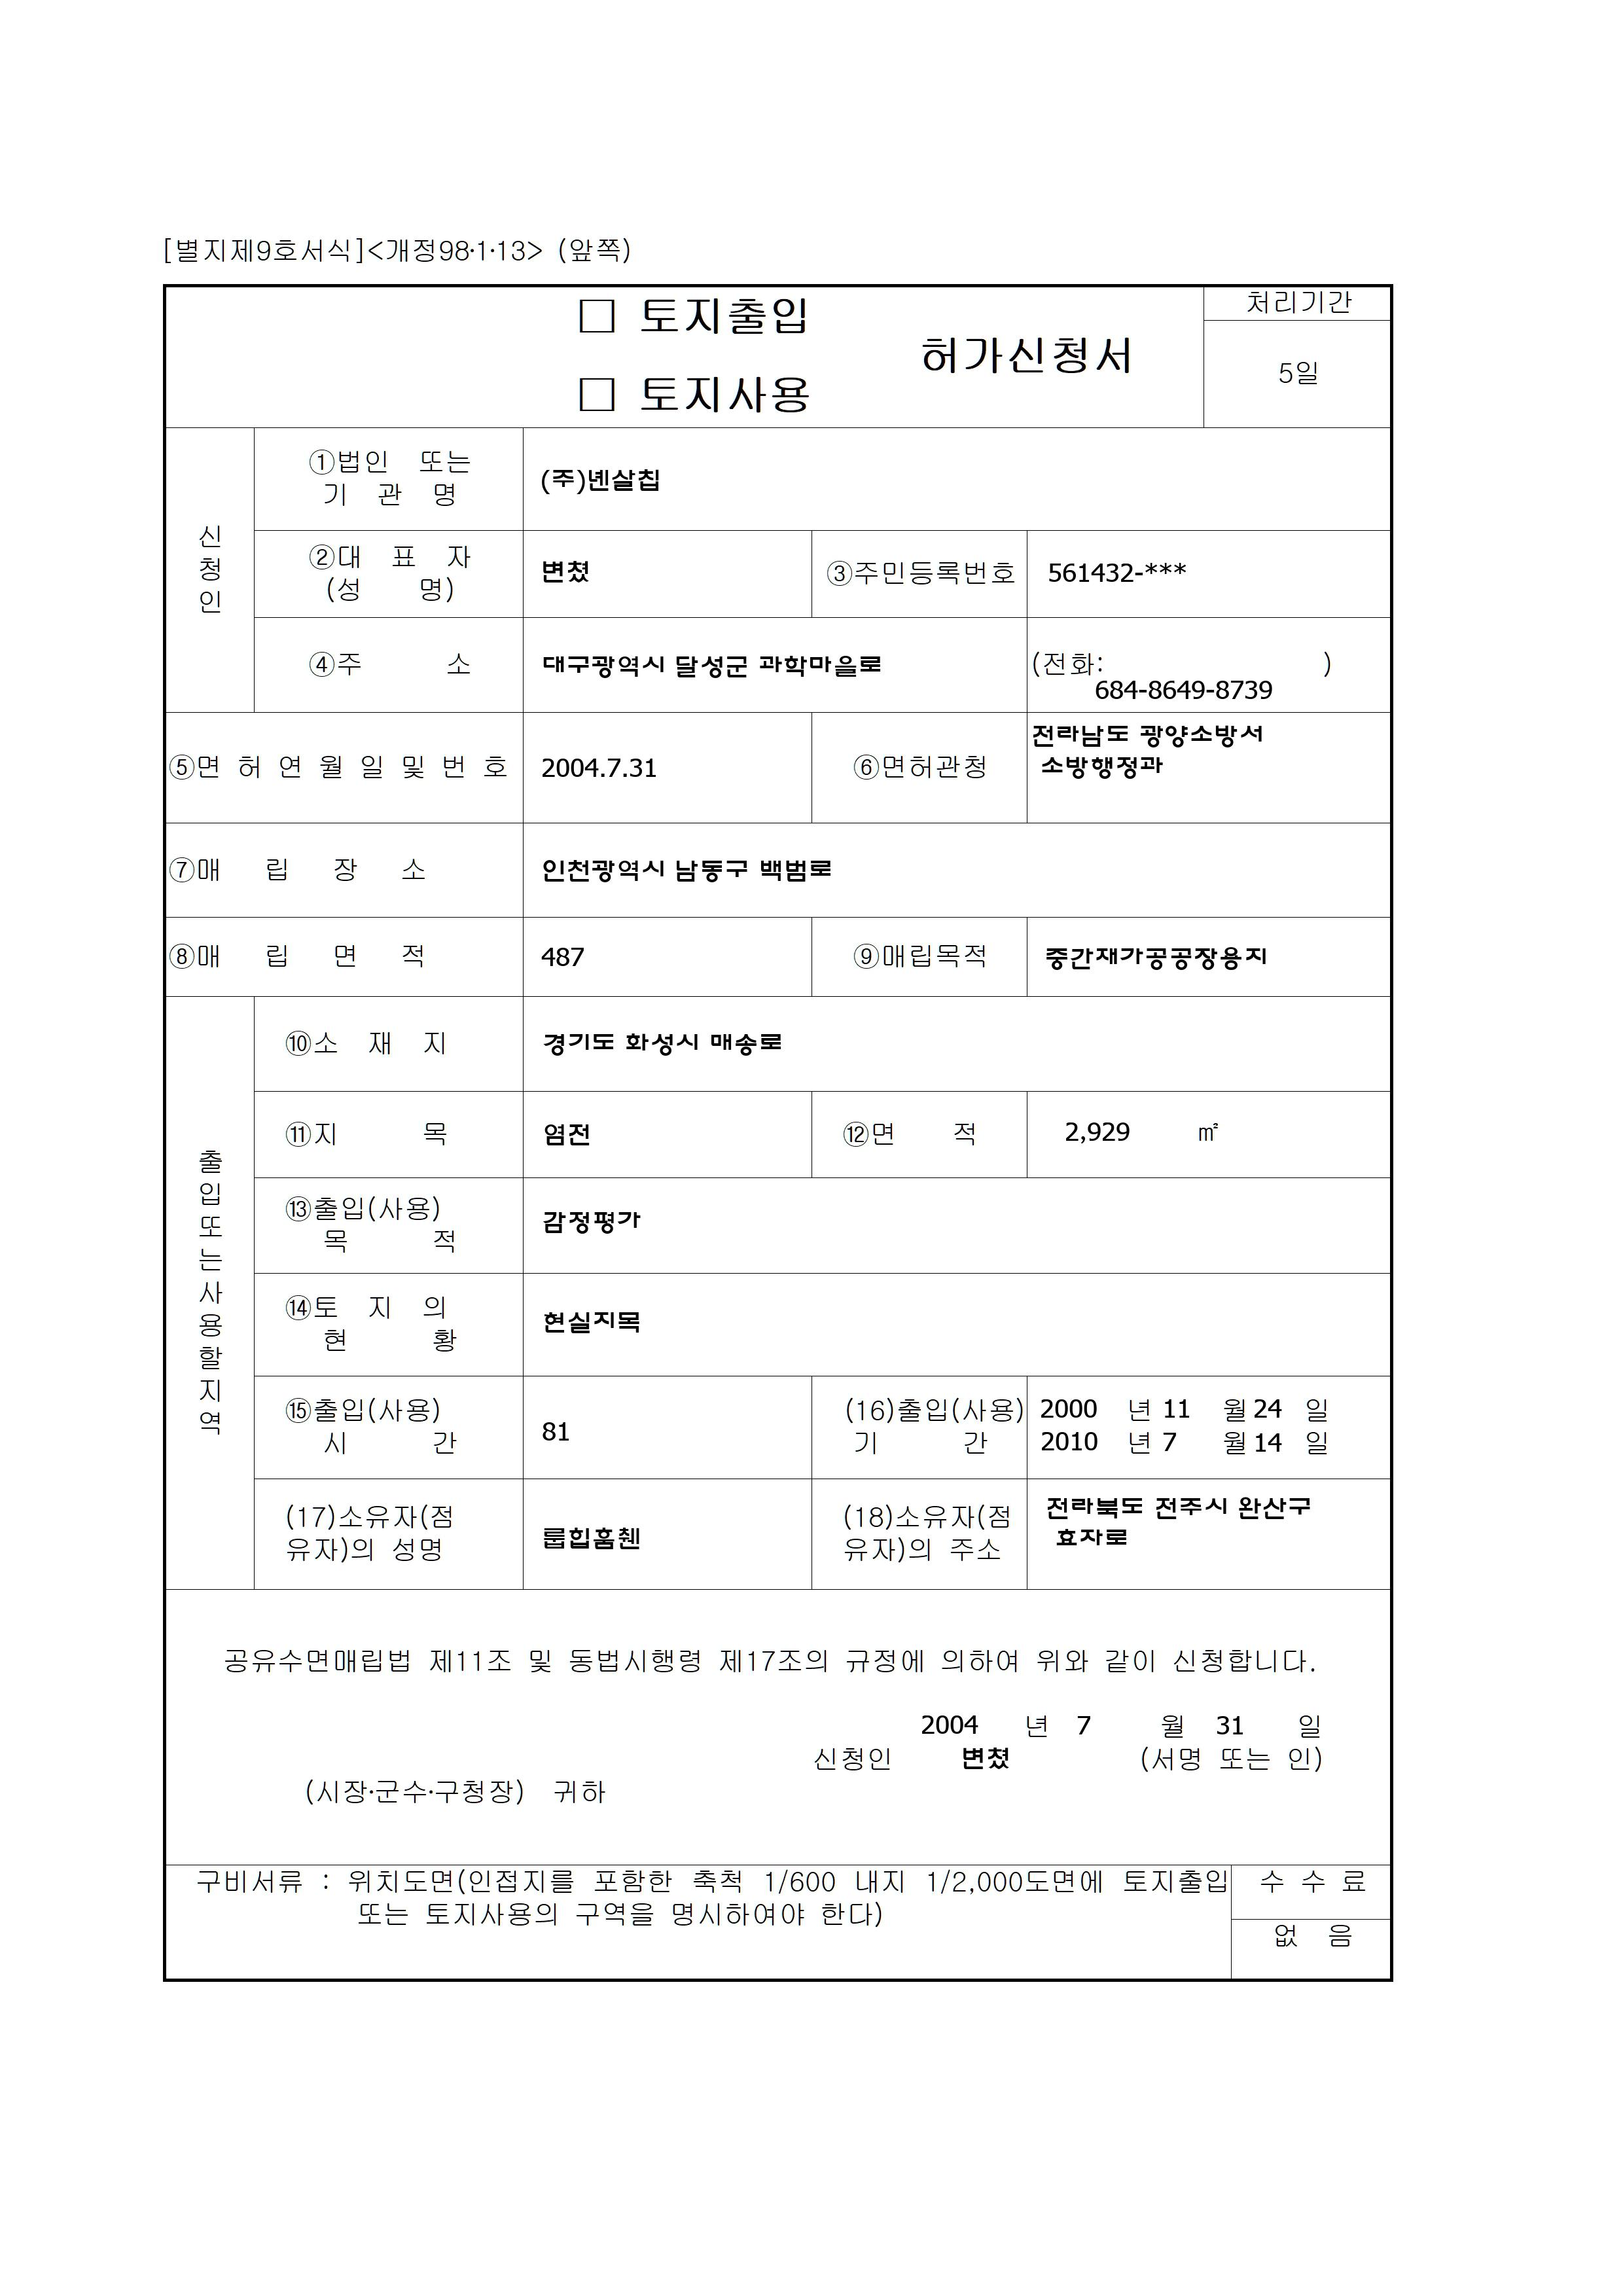 [별지제9호서식]<개정98·1·13> (앞쪽)
□ 토지출입
□ 토지사용
허가신청서
처리기간
5일
신청인
①법인 또는
기 관 명
(주)넨살칩
②대 표 자
(성 명)
변쳤
③주민등록번호
561432-***
④주 소
대구광역시 달성군 과학마을로
(전화: )
684-8649-8739
⑤면 허 연 월 일 및 번 호
2004.7.31
⑥면허관청
전라남도 광양소방서
소방행정과
⑦매 립 장 소
인천광역시 남동구 백범로
⑧매 립 면 적
487
⑨매립목적
중간재가공공장용지
출입또는사용할지역
⑩소 재 지
경기도 화성시 매송로
⑪지 목
염전
⑫면 적
2,929 ㎡
⑬출입(사용)
목 적
감정평가
⑭토 지 의
현 황
현실지목
⑮출입(사용)
시 간
81
(16)출입(사용)
기 간
2000 년 11 월 24 일
2010 년 7 월 14 일
(17)소유자(점
유자)의 성명
룹힙훔첸
(18)소유자(점
유자)의 주소
전라북도 전주시 완산구
효자로
공유수면매립법 제11조 및 동법시행령 제17조의 규정에 의하여 위와 같이 신청합니다.
2004 년 7 월 31 일
신청인 변쳤 (서명 또는 인)
(시장·군수·구청장) 귀하
구비서류 : 위치도면(인접지를 포함한 축척 1/600 내지 1/2,000도면에 토지출입
또는 토지사용의 구역을 명시하여야 한다)
수 수 료
없 음